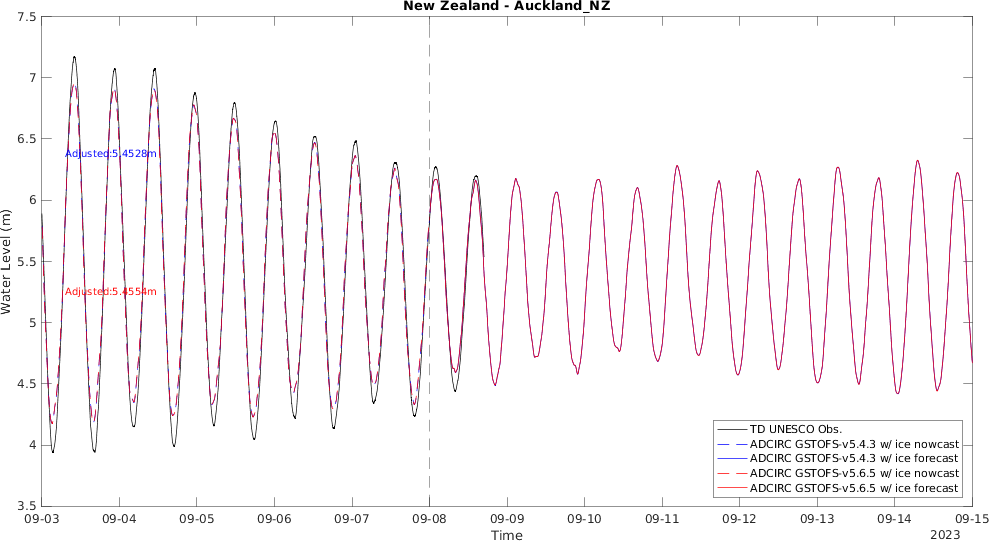 New Zealand - Auckland_NZ
7.5
7
6.5
6
5.5
5
4.5
4
3.5
Water Level (m)
Adjusted:5.4528m
Adjusted:5.4554m
TD UNESCO Obs.
ADCIRC GSTOFS-v5.4.3 w/ ice nowcast
ADCIRC GSTOFS-v5.4.3 w/ ice forecast
ADCIRC GSTOFS-v5.6.5 w/ ice nowcast
ADCIRC GSTOFS-v5.6.5 w/ ice forecast
09-03 09-04 09-05 09-06 09-07 09-08 09-09 09-10 09-11 09-12 09-13 09-14 09-15
Time
2023